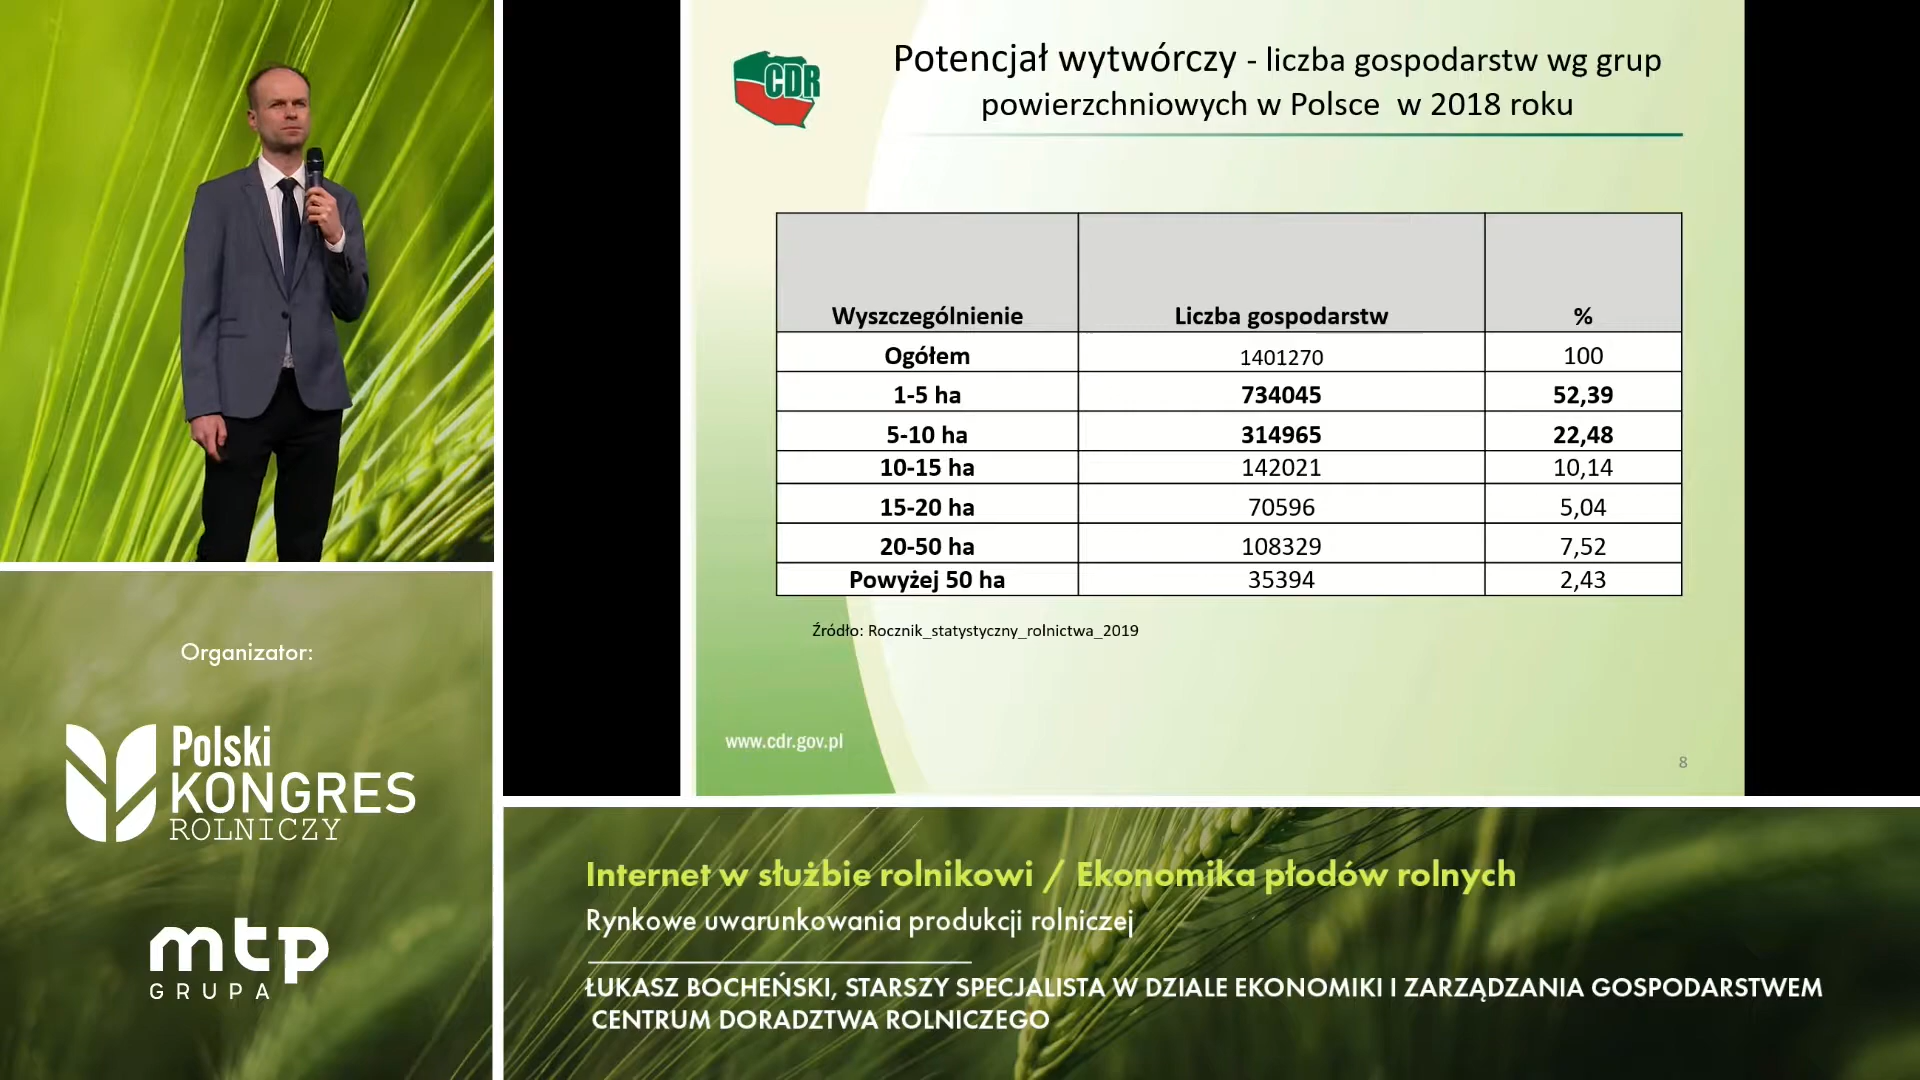 CDR
Potencjał wytwórczy - liczba gospodarstw wg grup
powierzchniowych w Polsce w 2018 roku
Wyszczególnienie Liczba gospodarstw %
Ogółem 1401270 100
1-5 ha 734045 52,39
5-10 ha 314965 22,48
10-15 ha 142021 10,14
15-20 ha 70596 5,04
20-50 ha 108329 7,52
Powyżej 50 ha 35394 2,43
Źródło: Rocznik_statystyczny_rolnictwa_2019
www.cdr.gov.pl
8
Organizator:
Polski
KONGRES
ROLNICZY
mtp
GRUPA
Internet w służbie rolnikowi / Ekonomika płodów rolnych
Rynkowe uwarunkowania produkcji rolniczej
ŁUKASZ BOCHEŃSKI, STARSZY SPECJALISTA W DZIALE EKONOMIKI I ZARZĄDZANIA GOSPODARSTWEM
CENTRUM DORADZTWA ROLNICZEGO